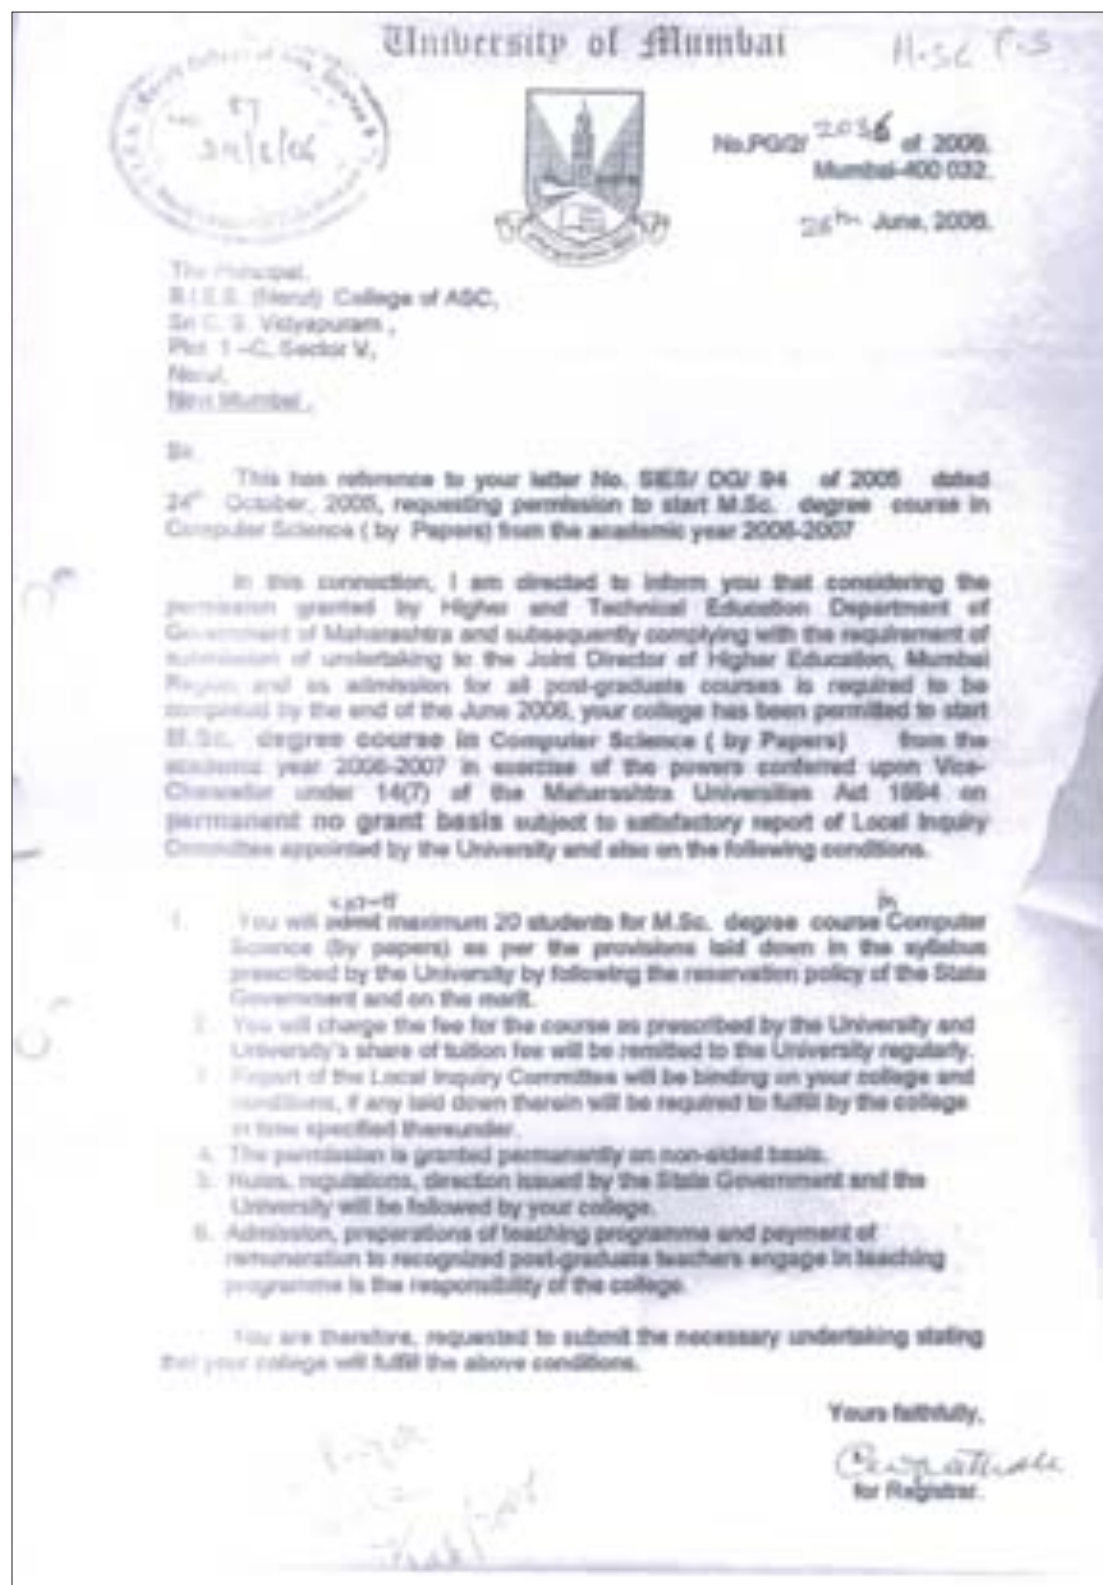 University of Mumbai
M.Sc
No.PG/2/ 2036 of 2006.
Mumbai-400 032.
June, 2006.
The Principal,
S.I.E.S. (Nerul) College of ASC,
Sri C. S. Vidyapuram ,
Plot 1 –C, Sector V,
Nerul,
Navi Mumbai .
Sir
This has reference to your letter No. SIES/ DG/ 94 of 2005 dated
24th October, 2005, requesting permission to start M.Sc. degree course in
Computer Science ( by Papers) from the academic year 2006-2007
In this connection, I am directed to inform you that considering the
permission granted by Higher and Technical Education Department of
Government of Maharashtra and subsequently complying with the requirement of
submission of undertaking to the Joint Director of Higher Education, Mumbai
Region and as admission for all post-graduate courses is required to be
completed by the end of the June 2006, your college has been permitted to start
M.Sc. degree course in Computer Science ( by Papers) from the
academic year 2006-2007 in exercise of the powers conferred upon Vice-
Chancellor under 14(7) of the Maharashtra Universities Act 1994 on
permanent no grant basis subject to satisfactory report of Local Inquiry
Committee appointed by the University and also on the following conditions.
in
1. You will admit maximum 20 students for M.Sc. degree course Computer
Science (by papers) as per the provisions laid down in the syllabus
prescribed by the University by following the reservation policy of the State
Government and on the merit.
2. You will charge the fee for the course as prescribed by the University and
University's share of tuition fee will be remitted to the University regularly.
3. Report of the Local Inquiry Committee will be binding on your college and
conditions, if any laid down therein will be required to fulfill by the college
in time specified thereunder.
4. The permission is granted permanently on non-aided basis.
5. Rules, regulations, direction issued by the State Government and the
University will be followed by your college.
6. Admission, preparations of teaching programme and payment of
remuneration to recognized post-graduate teachers engage in teaching
programme is the responsibility of the college.
You are therefore, requested to submit the necessary undertaking stating
that your college will fulfill the above conditions.
Yours faithfully,
for Registrar.